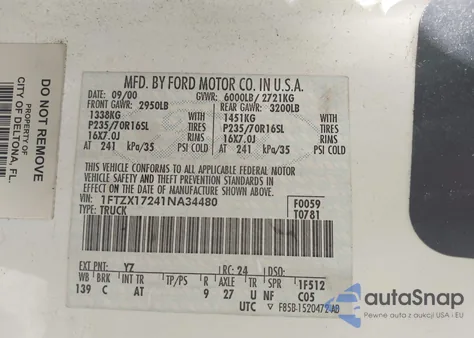 DO NOT REMOVE
PROPERTY OF
CITY OF DELTONA, FL.
MFD. BY FORD MOTOR CO. IN U.S.A.
DATE: 09/00 GVWR: 6000LB/ 2721KG
FRONT GAWR: 2950LB REAR GAWR: 3200LB
1338KG WITH 1451KG WITH
P235/70R16SL TIRES P235/70R16SL TIRES
16X7.0J RIMS 16X7.0J RIMS
AT 241 kPa/35 PSI COLD AT 241 kPa/35 PSI COLD
THIS VEHICLE CONFORMS TO ALL APPLICABLE FEDERAL MOTOR
VEHICLE SAFETY AND THEFT PREVENTION STANDARDS IN
EFFECT ON THE DATE OF MANUFACTURE SHOWN ABOVE.
VIN: 1FTZX17241NA34480 F0059
TYPE: TRUCK T0781
EXT PNT: YZ RC: 24 DSO:
WB BRK INT TR TP/PS R AX TR SPR 1F512
139 C AT 9 27 U NF C05
UTC F85B-1520472-AB
autoSnap
Pewne auta z aukcji USA i EU